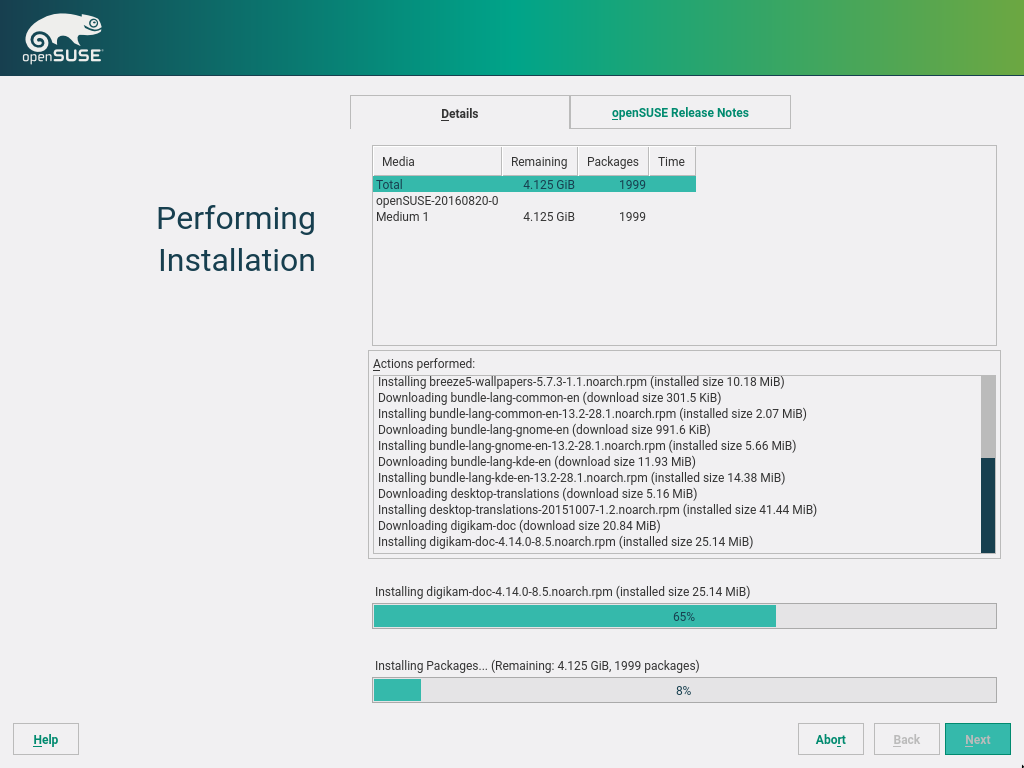 openSUSE
Details
openSUSE Release Notes
Performing
Installation
Media Remaining Packages Time
Total 4.125 GiB 1999
openSUSE-20160820-0
Medium 1 4.125 GiB 1999
Actions performed:
Installing breeze5-wallpapers-5.7.3-1.1.noarch.rpm (installed size 10.18 MiB)
Downloading bundle-lang-common-en (download size 301.5 KiB)
Installing bundle-lang-common-en-13.2-28.1.noarch.rpm (installed size 2.07 MiB)
Downloading bundle-lang-gnome-en (download size 991.6 KiB)
Installing bundle-lang-gnome-en-13.2-28.1.noarch.rpm (installed size 5.66 MiB)
Downloading bundle-lang-kde-en (download size 11.93 MiB)
Installing bundle-lang-kde-en-13.2-28.1.noarch.rpm (installed size 14.38 MiB)
Downloading desktop-translations (download size 5.16 MiB)
Installing desktop-translations-20151007-1.2.noarch.rpm (installed size 41.44 MiB)
Downloading digikam-doc (download size 20.84 MiB)
Installing digikam-doc-4.14.0-8.5.noarch.rpm (installed size 25.14 MiB)
Installing digikam-doc-4.14.0-8.5.noarch.rpm (installed size 25.14 MiB)
65%
Installing Packages... (Remaining: 4.125 GiB, 1999 packages)
8%
Help
Abort
Back
Next